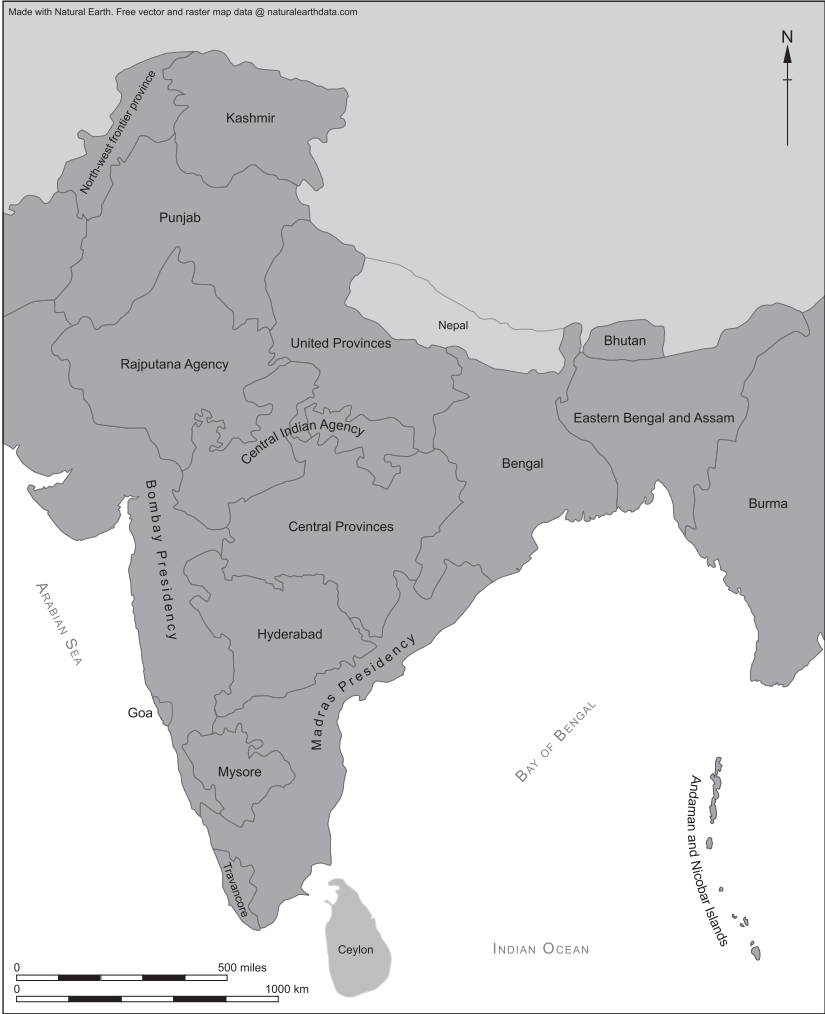 Made with Natural Earth. Free vector and raster map data @ naturalearthdata.com
N
North-west frontier province
Kashmir
Punjab
Nepal
United Provinces
Bhutan
Rajputana Agency
Eastern Bengal and Assam
Central Indian Agency
Bengal
Burma
Central Provinces
Bombay Presidency
Arabian Sea
Hyderabad
Madras Presidency
Goa
Bay of Bengal
Mysore
Andaman and Nicobar Islands
Travancore
Ceylon
Indian Ocean
0 500 miles
0 1000 km